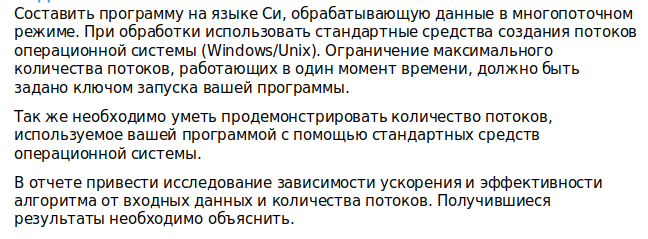 Составить программу на языке Си, обрабатывающую данные в многопоточном
режиме. При обработки использовать стандартные средства создания потоков
операционной системы (Windows/Unix). Ограничение максимального
количества потоков, работающих в один момент времени, должно быть
задано ключом запуска вашей программы.
Так же необходимо уметь продемонстрировать количество потоков,
используемое вашей программой с помощью стандартных средств
операционной системы.
В отчете привести исследование зависимости ускорения и эффективности
алгоритма от входных данных и количества потоков. Получившиеся
результаты необходимо объяснить.